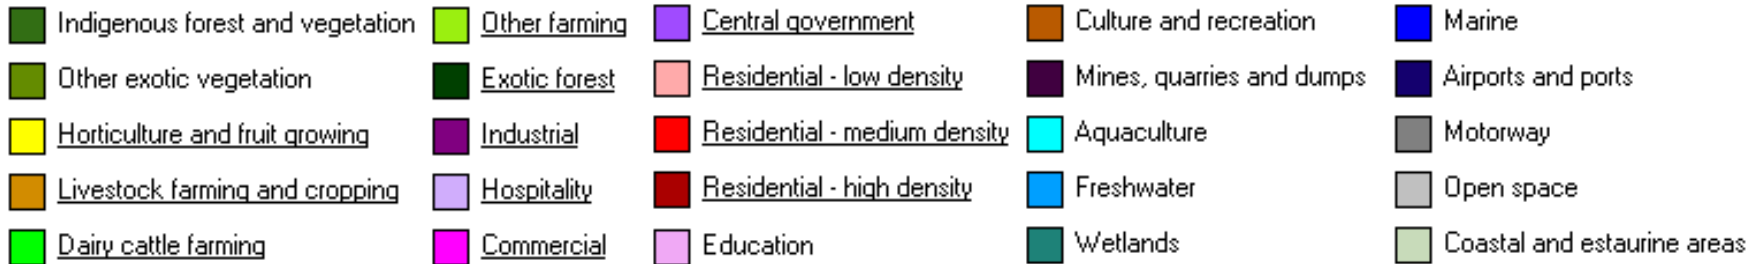 Indigenous forest and vegetation
Other exotic vegetation
Horticulture and fruit growing
Livestock farming and cropping
Dairy cattle farming
Other farming
Exotic forest
Industrial
Hospitality
Commercial
Central government
Residential - low density
Residential - medium density
Residential - high density
Education
Culture and recreation
Mines, quarries and dumps
Aquaculture
Freshwater
Wetlands
Marine
Airports and ports
Motorway
Open space
Coastal and estaurine areas